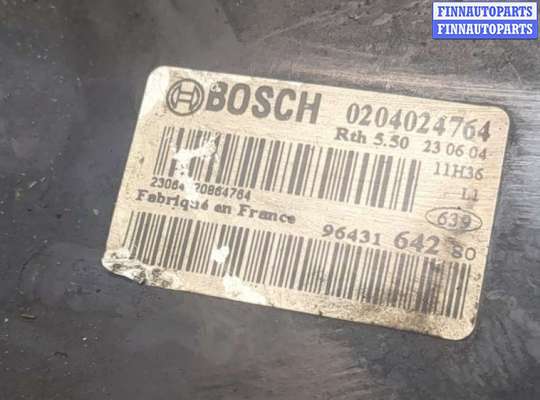 FINNAUTOPARTS
FINNAUTOPARTS
BOSCH 0204024764
Rth 5.50 23 06 04
11H36
L1
639
Fabriqué en France
96431 642 80